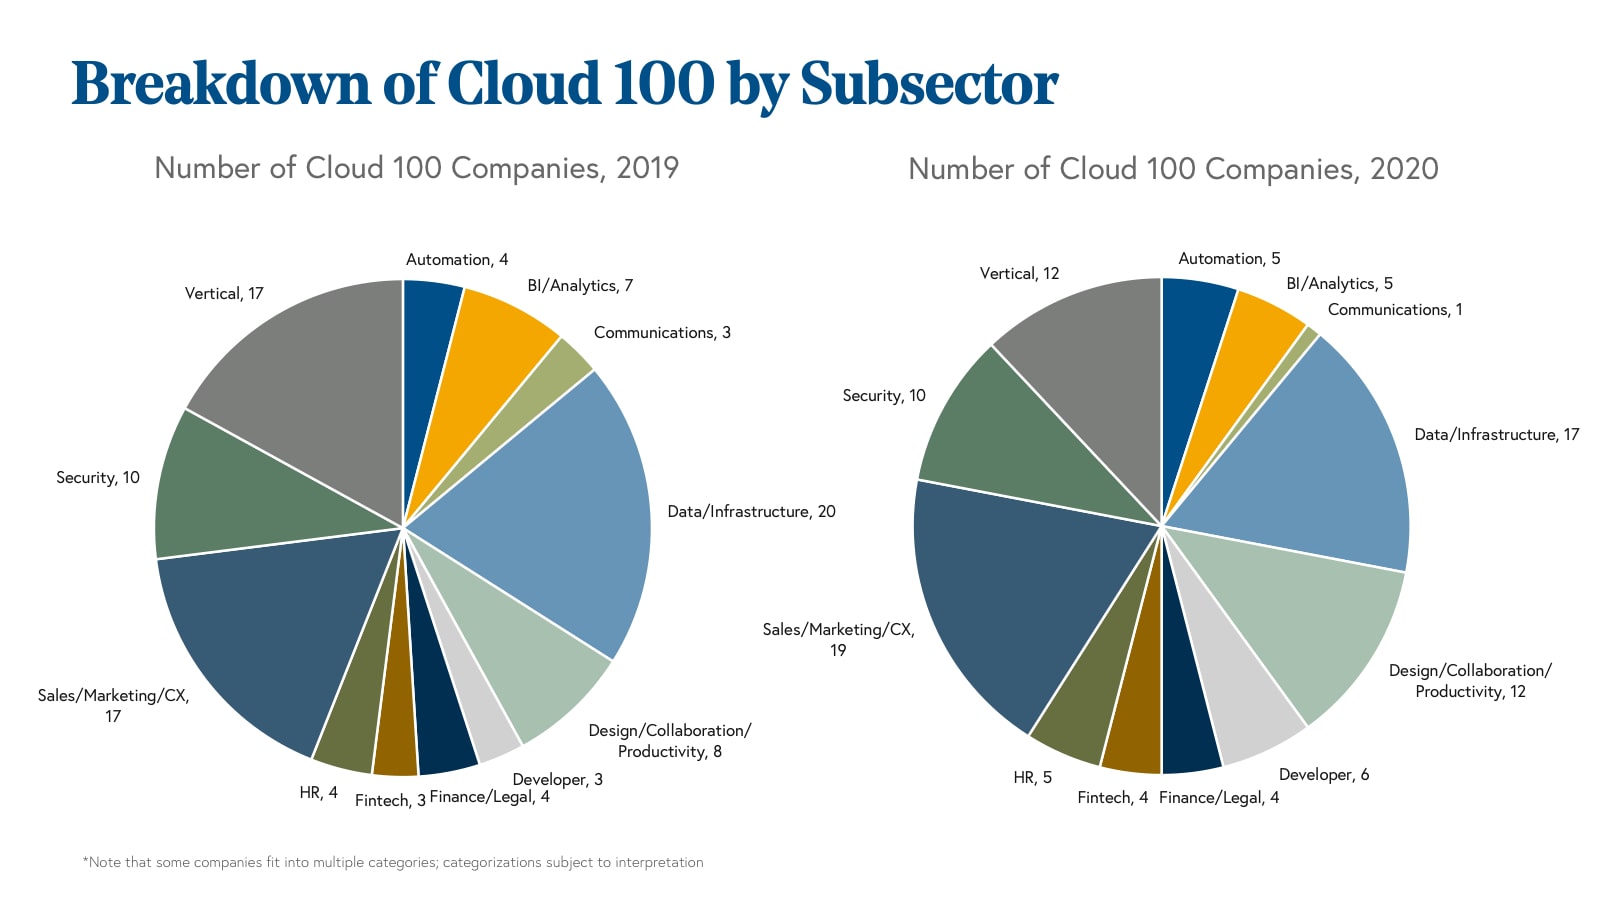 Breakdown of Cloud 100 by Subsector
Number of Cloud 100 Companies, 2019
Automation, 4
BI/Analytics, 7
Communications, 3
Data/Infrastructure, 20
Design/Collaboration/
Productivity, 8
Developer, 3
Finance/Legal, 4
Fintech, 3
HR, 4
Sales/Marketing/CX,
17
Security, 10
Vertical, 17
Number of Cloud 100 Companies, 2020
Automation, 5
BI/Analytics, 5
Communications, 1
Data/Infrastructure, 17
Design/Collaboration/
Productivity, 12
Developer, 6
Finance/Legal, 4
Fintech, 4
HR, 5
Sales/Marketing/CX,
19
Security, 10
Vertical, 12
*Note that some companies fit into multiple categories; categorizations subject to interpretation